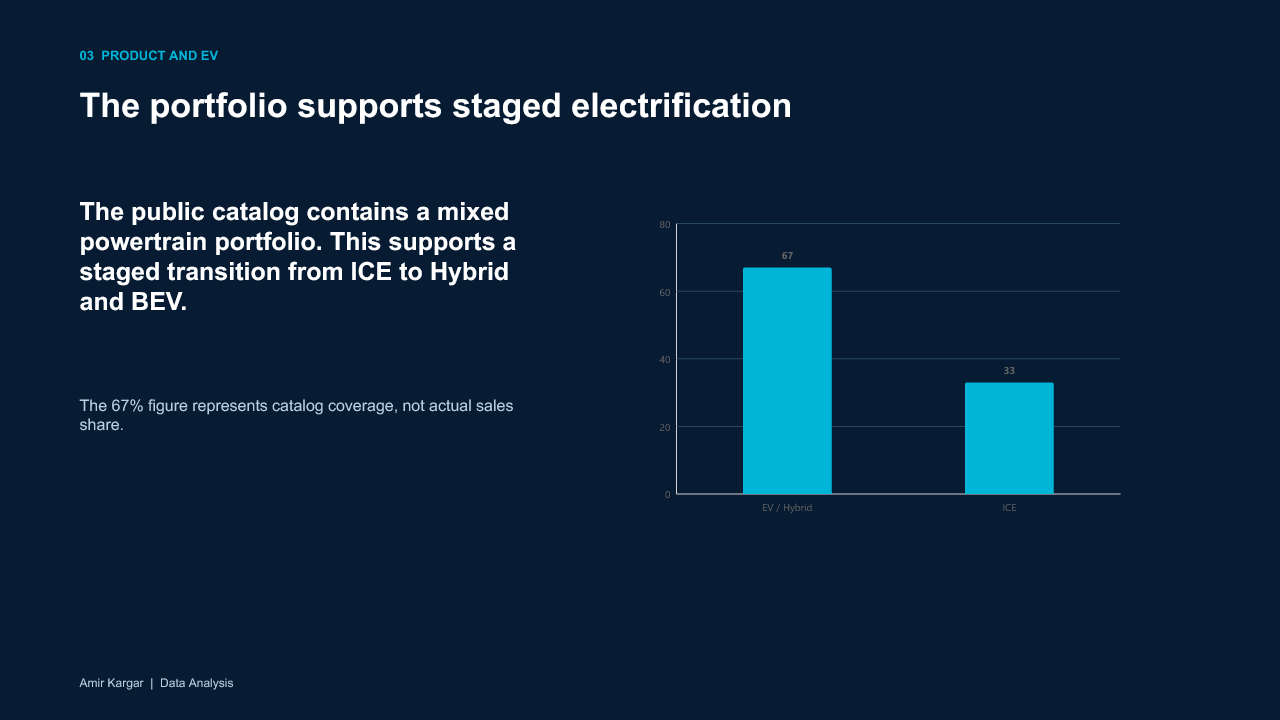 03  PRODUCT AND EV
The portfolio supports staged electrification
The public catalog contains a mixed
powertrain portfolio. This supports a
staged transition from ICE to Hybrid
and BEV.
The 67% figure represents catalog coverage, not actual sales
share.
80
60
40
20
0
67
33
EV / Hybrid
ICE
Amir Kargar  |  Data Analysis